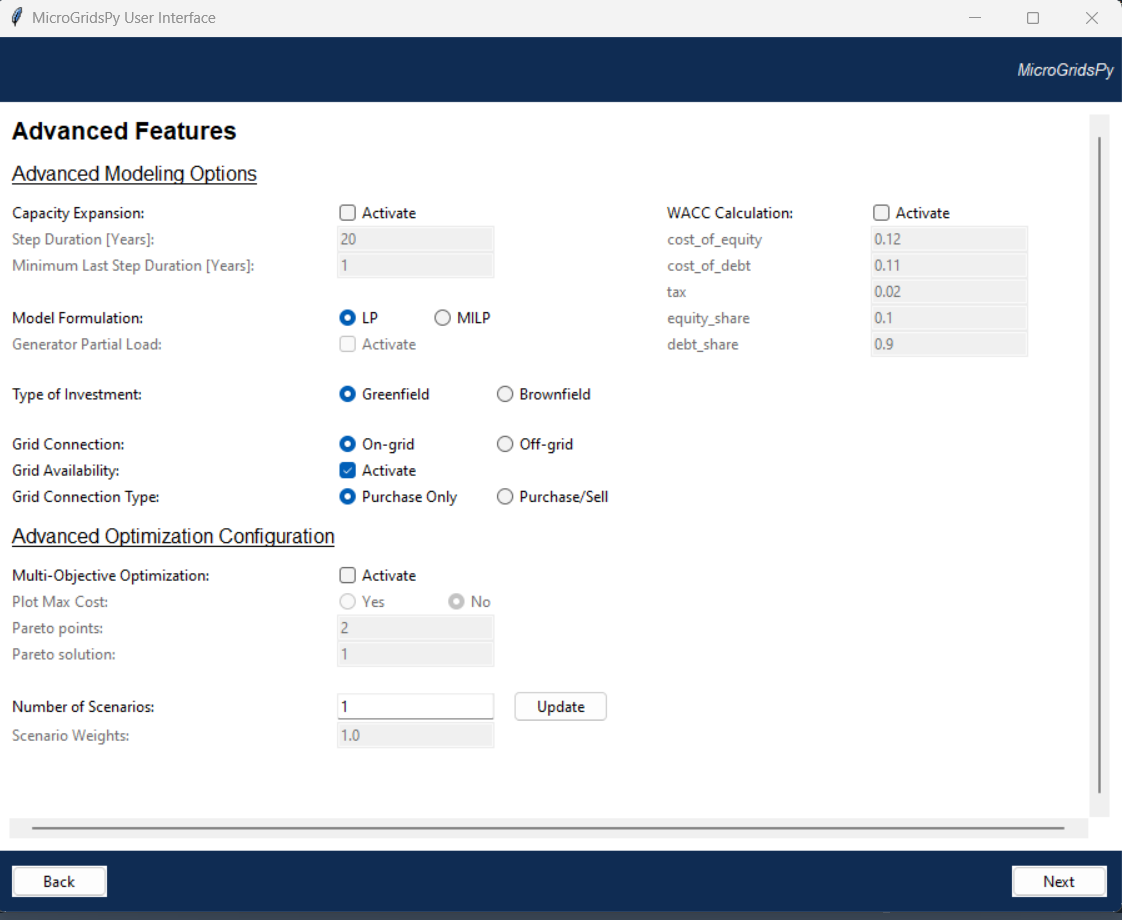 MicroGridsPy User Interface
MicroGridsPy
Advanced Features
Advanced Modeling Options
Capacity Expansion: Activate WACC Calculation: Activate
Step Duration [Years]: 20 cost_of_equity 0.12
Minimum Last Step Duration [Years]: 1 cost_of_debt 0.11
tax 0.02
Model Formulation: LP MILP equity_share 0.1
Generator Partial Load: Activate debt_share 0.9
Type of Investment: Greenfield Brownfield
Grid Connection: On-grid Off-grid
Grid Availability: Activate
Grid Connection Type: Purchase Only Purchase/Sell
Advanced Optimization Configuration
Multi-Objective Optimization: Activate
Plot Max Cost: Yes No
Pareto points: 2
Pareto solution: 1
Number of Scenarios: 1 Update
Scenario Weights: 1.0
Back Next